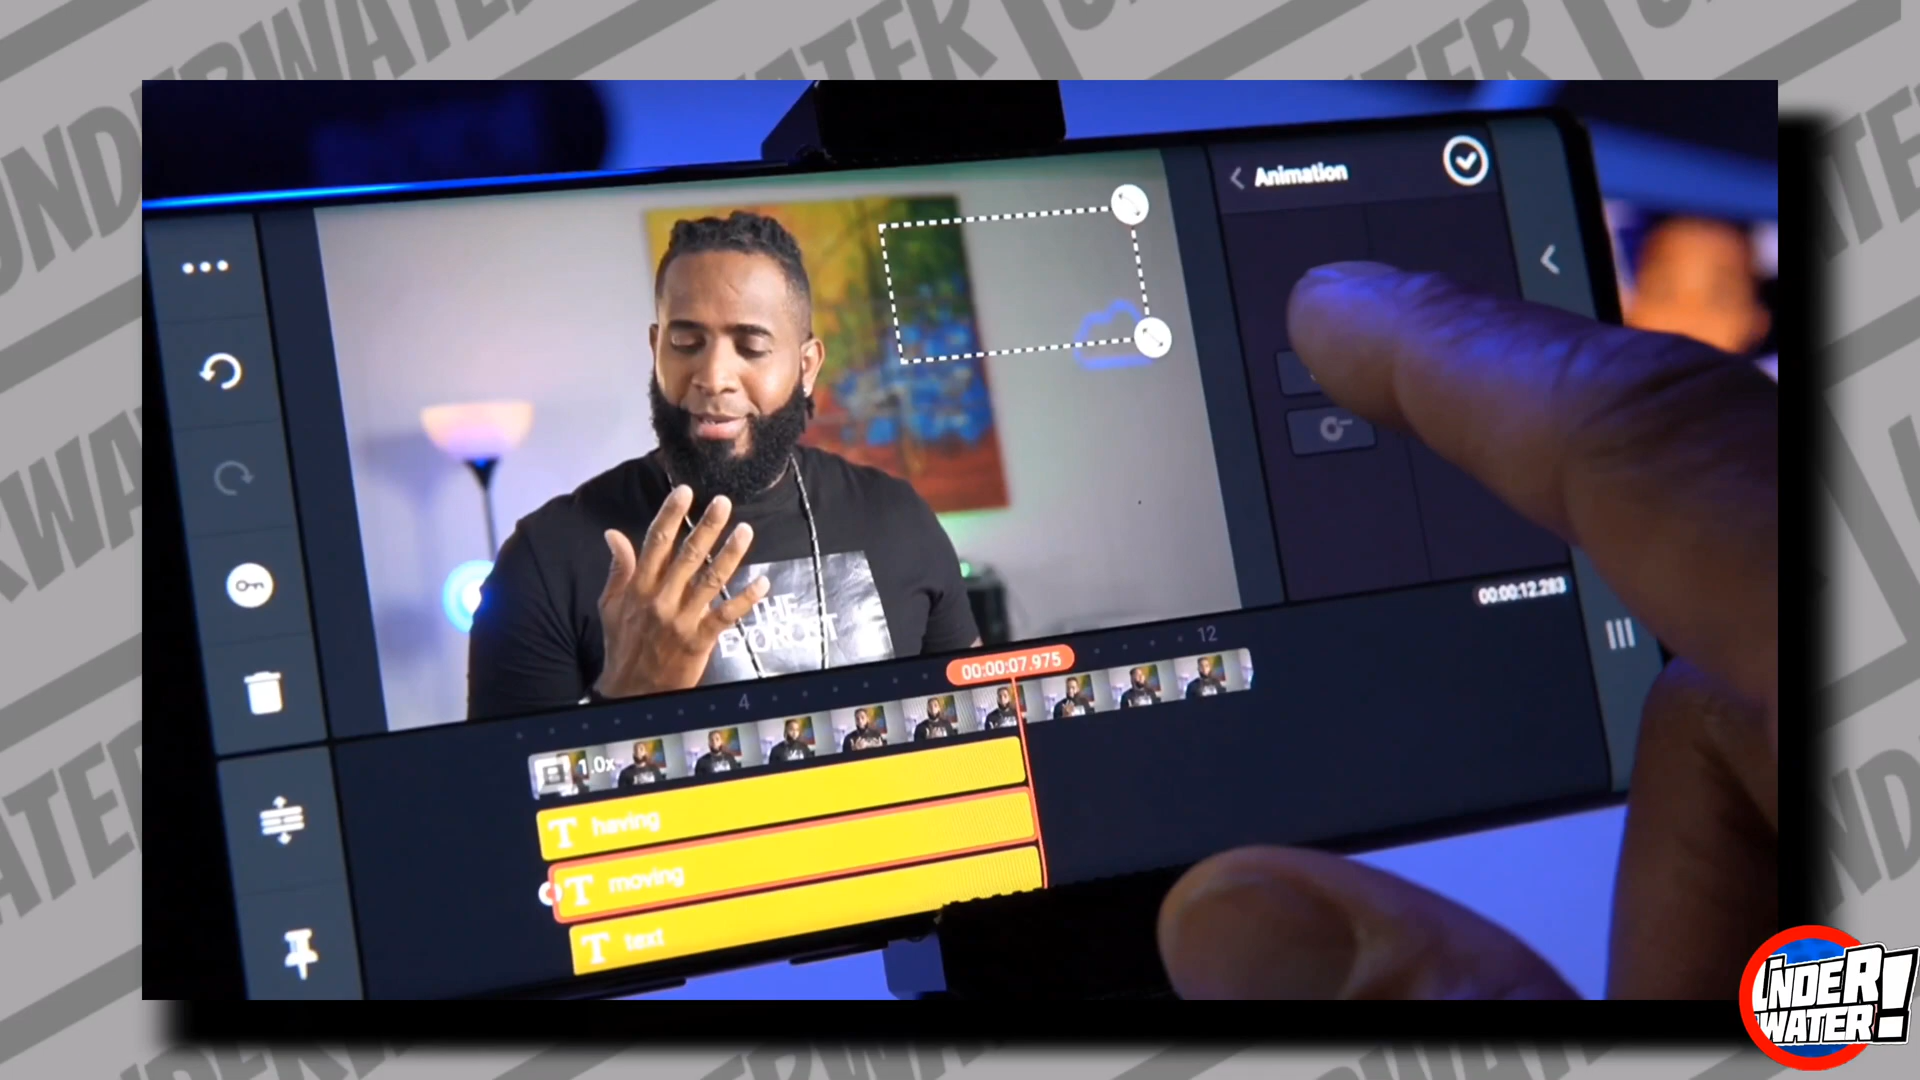 Animation
THE
EXORCIST
00:00:12.283
12
00:00:07.975
4
1.0x
T having
T moving
T text
UNDER
WATER!
UNDERWATER